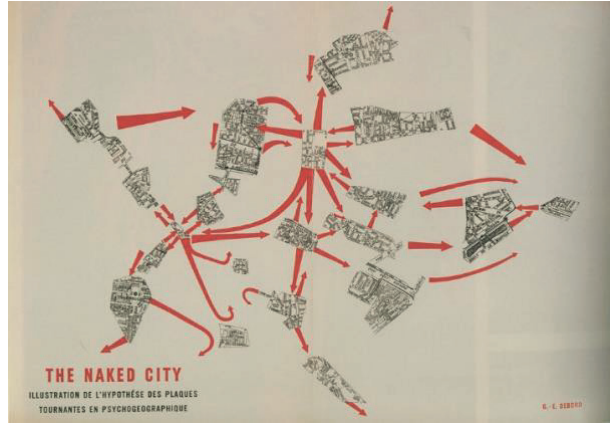 THE NAKED CITY
ILLUSTRATION DE L'HYPOTHÈSE DES PLAQUES
TOURNANTES EN PSYCHOGEOGRAPHIQUE
G.-E. DEBORD